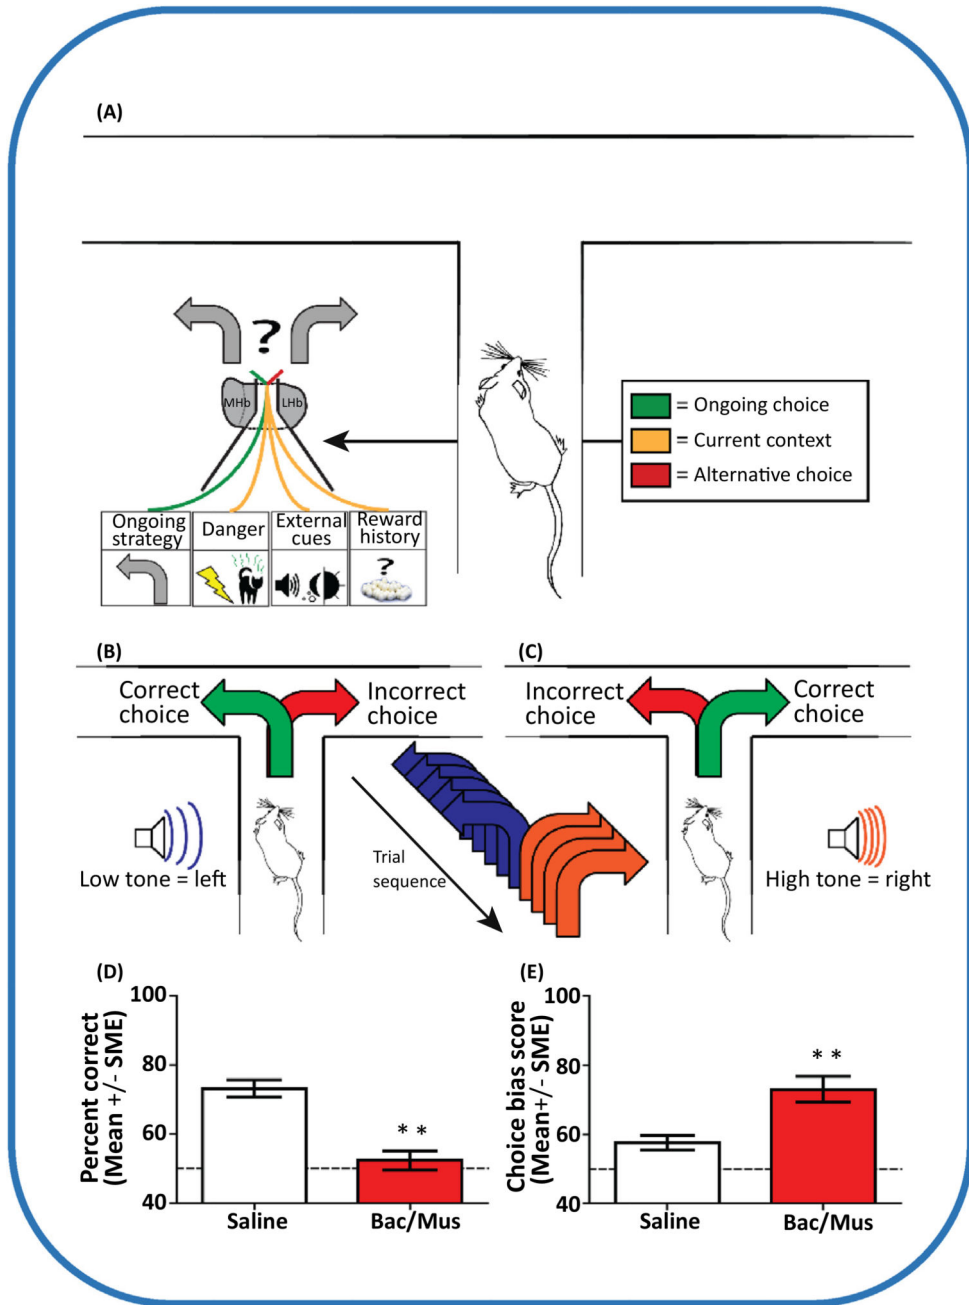 (A)
?
MHb
LHb
= Ongoing choice
= Current context
= Alternative choice
Ongoing
strategy
Danger
External
cues
Reward
history
?
(B)
Correct
choice
Incorrect
choice
Low tone = left
Trial
sequence
(C)
Incorrect
choice
Correct
choice
High tone = right
(D)
Percent correct
(Mean +/- SME)
100
80
60
40
* *
Saline
Bac/Mus
(E)
Choice bias score
(Mean+/- SME)
100
80
60
40
* *
Saline
Bac/Mus